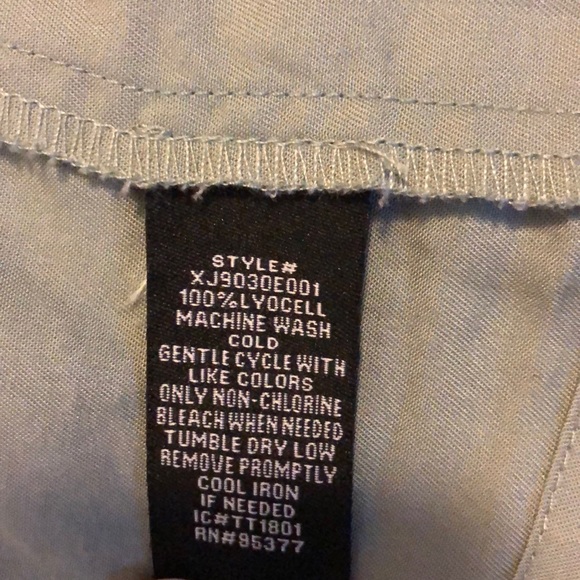 STYLE#
XJ9030E001
100%LYOCELL
MACHINE WASH
COLD
GENTLE CYCLE WITH
LIKE COLORS
ONLY NON-CHLORINE
BLEACH WHEN NEEDED
TUMBLE DRY LOW
REMOVE PROMPTLY
COOL IRON
IF NEEDED
IC#TT1801
RN#85377